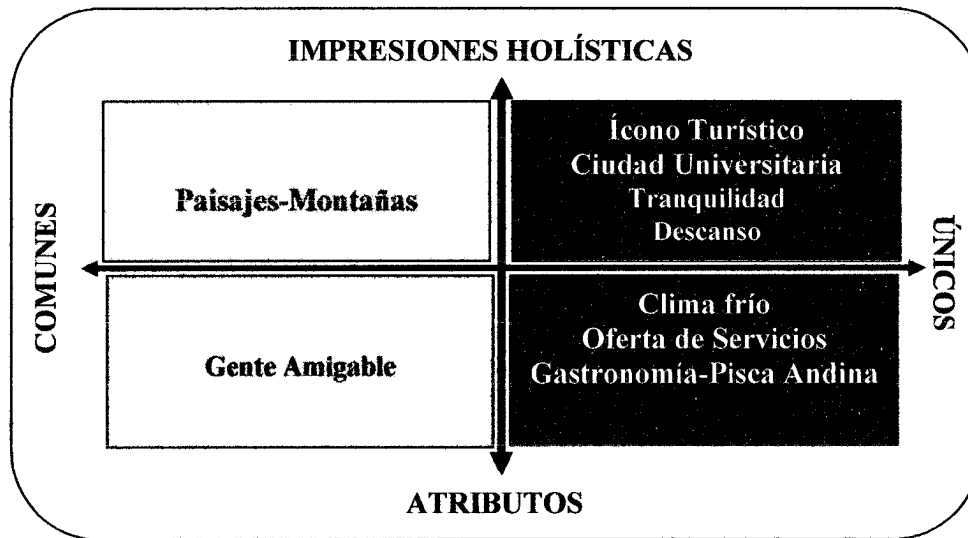 IMPRESIONES HOLÍSTICAS
COMUNES
Paisajes-Montañas
Ícono Turístico
Ciudad Universitaria
Tranquilidad
Descanso
ÚNICOS
Gente Amigable
Clima frío
Oferta de Servicios
Gastronomía-Pisca Andina
ATRIBUTOS